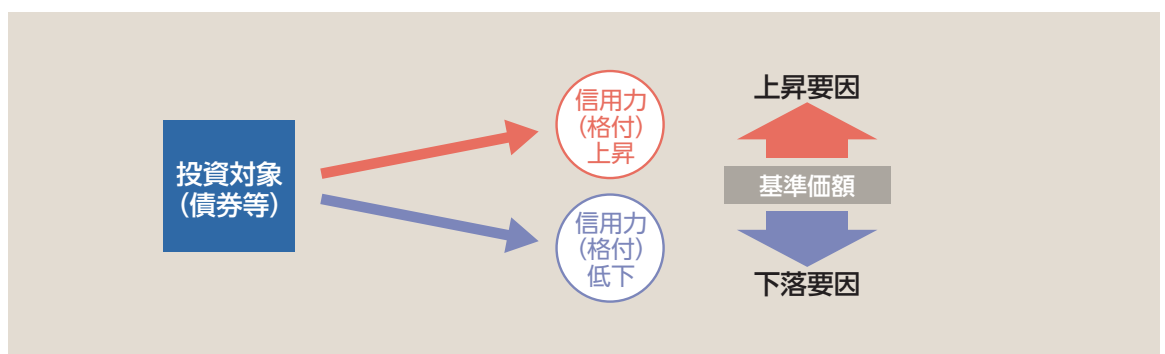 投資対象
（債券等）
信用力
（格付）
上昇
信用力
（格付）
低下
上昇要因
基準価額
下落要因